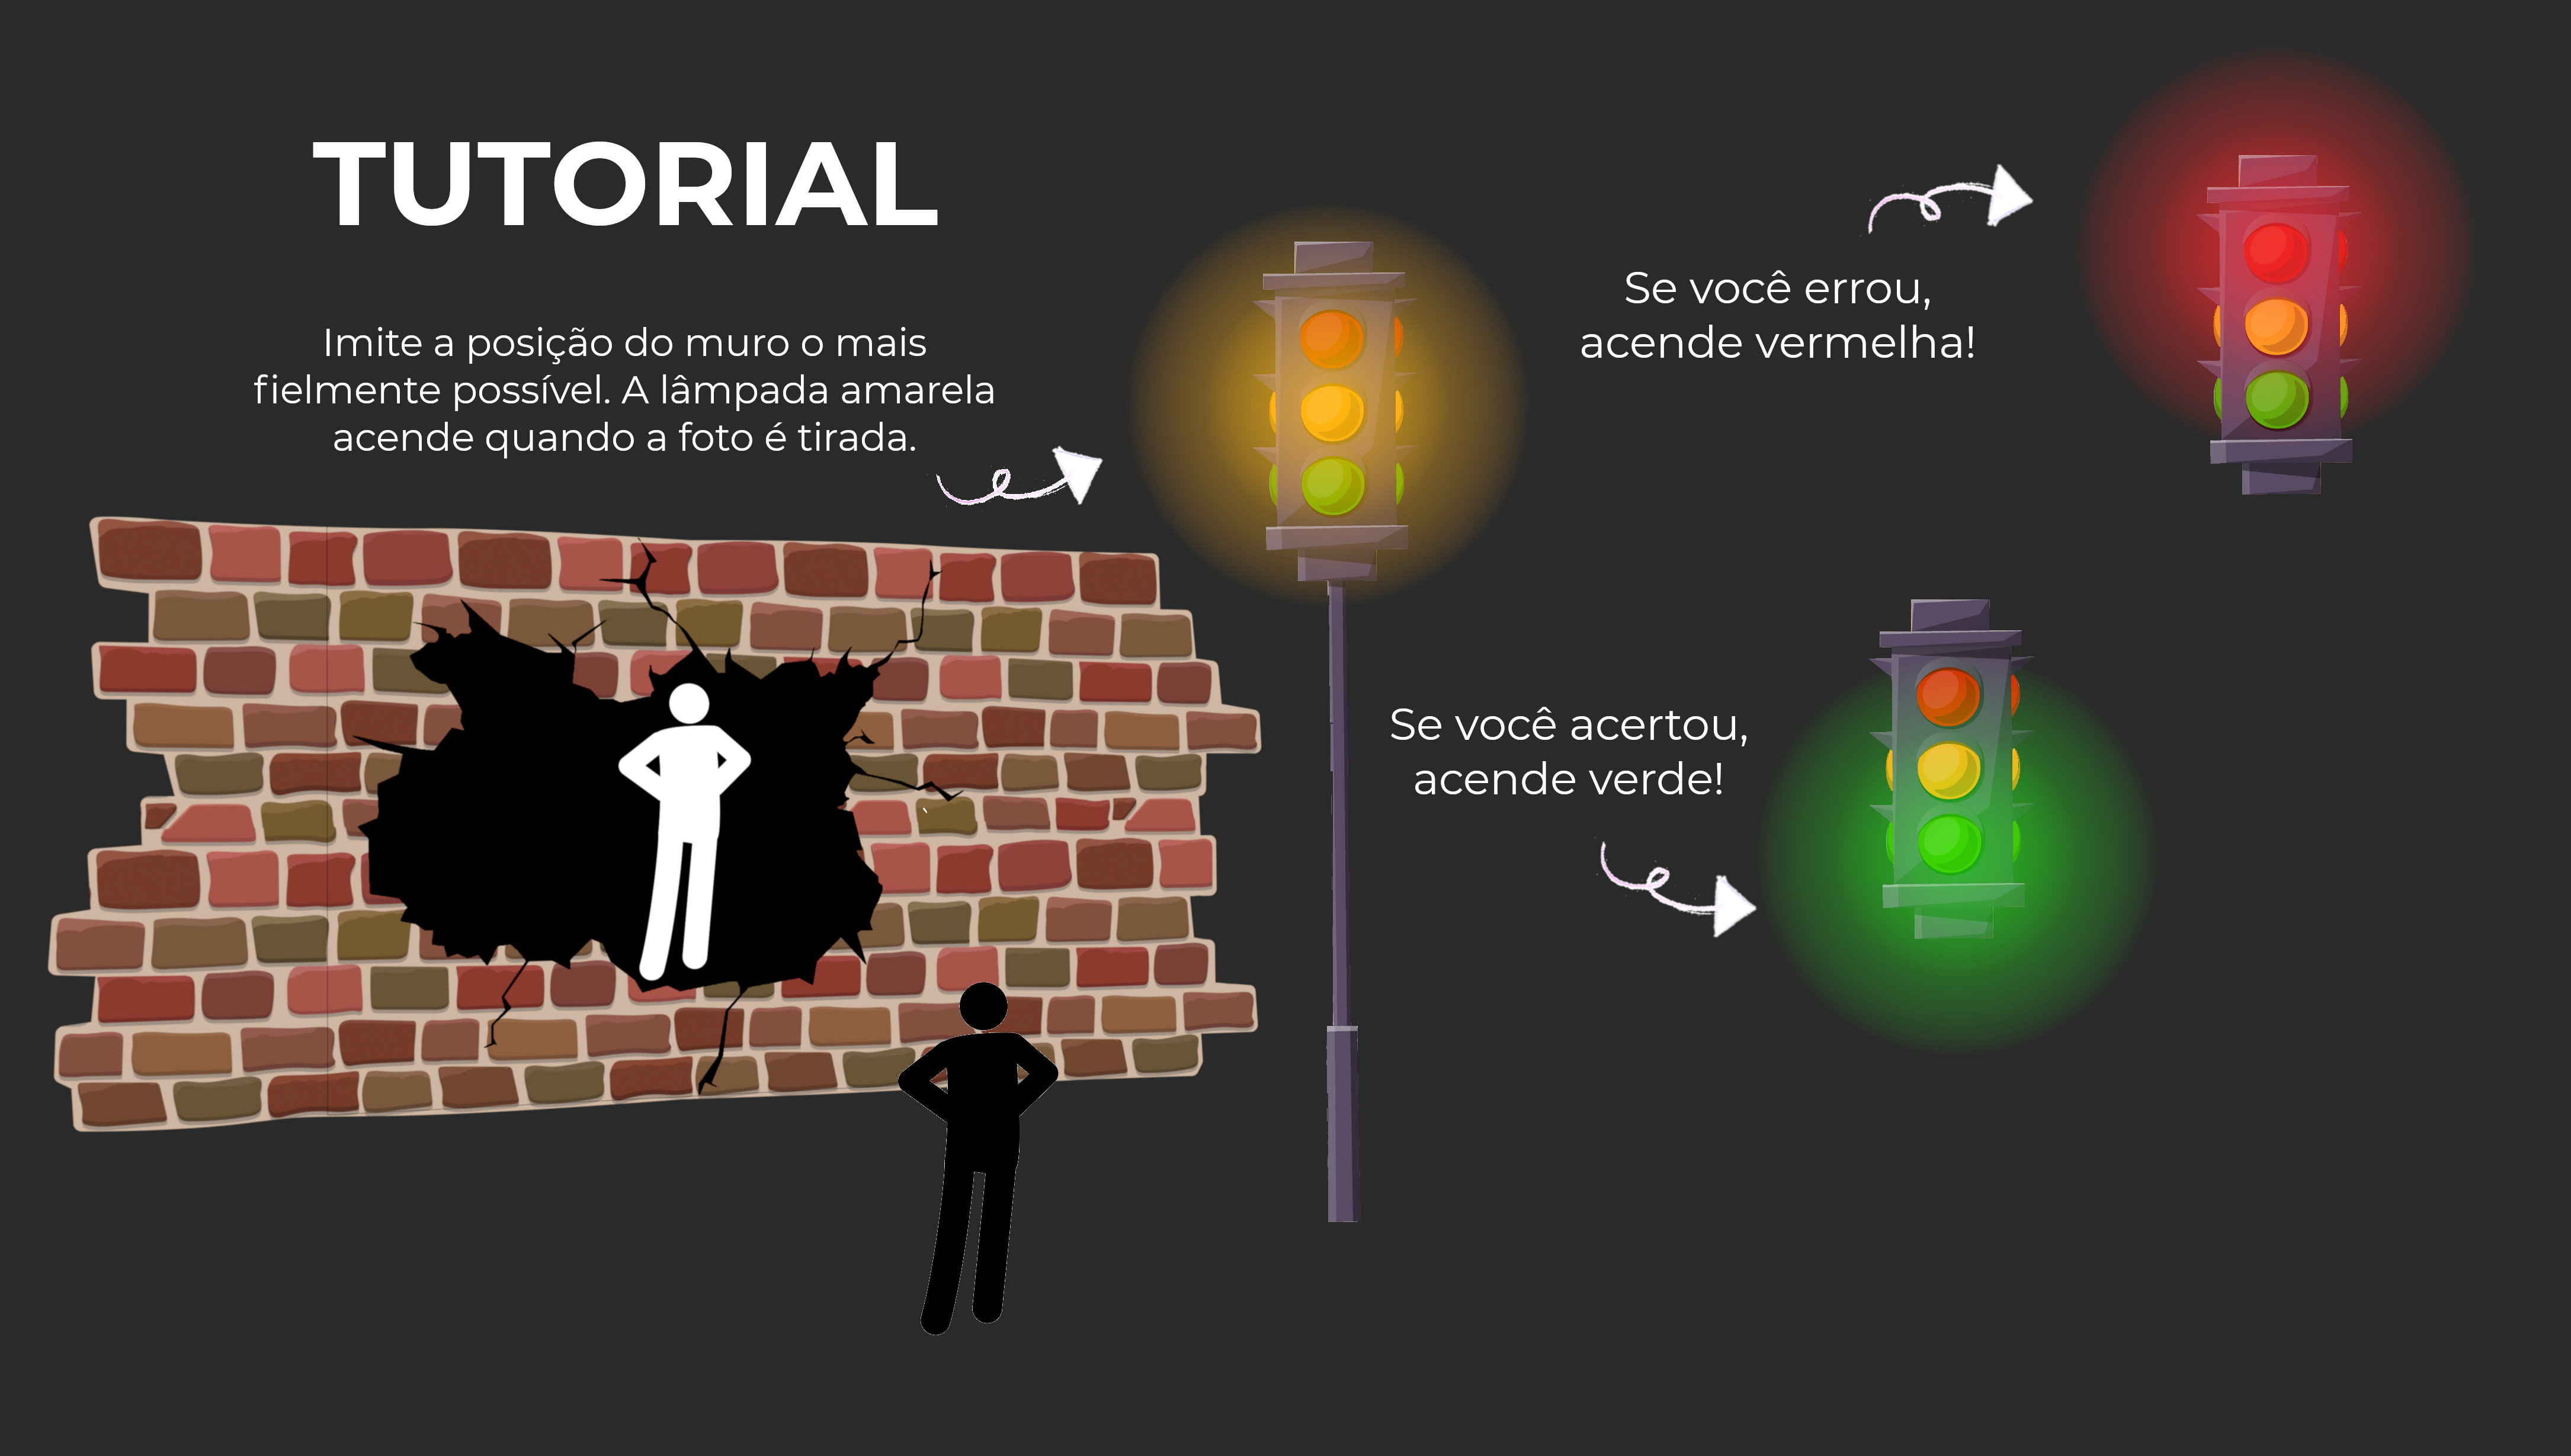 TUTORIAL
Imite a posição do muro o mais
fielmente possível. A lâmpada amarela
acende quando a foto é tirada.
Se você errou,
acende vermelha!
Se você acertou,
acende verde!